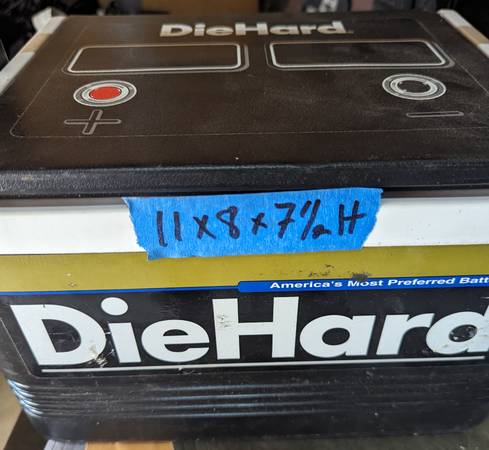 DieHard
+ −
11x8x7½H
America's Most Preferred Batt
DieHard